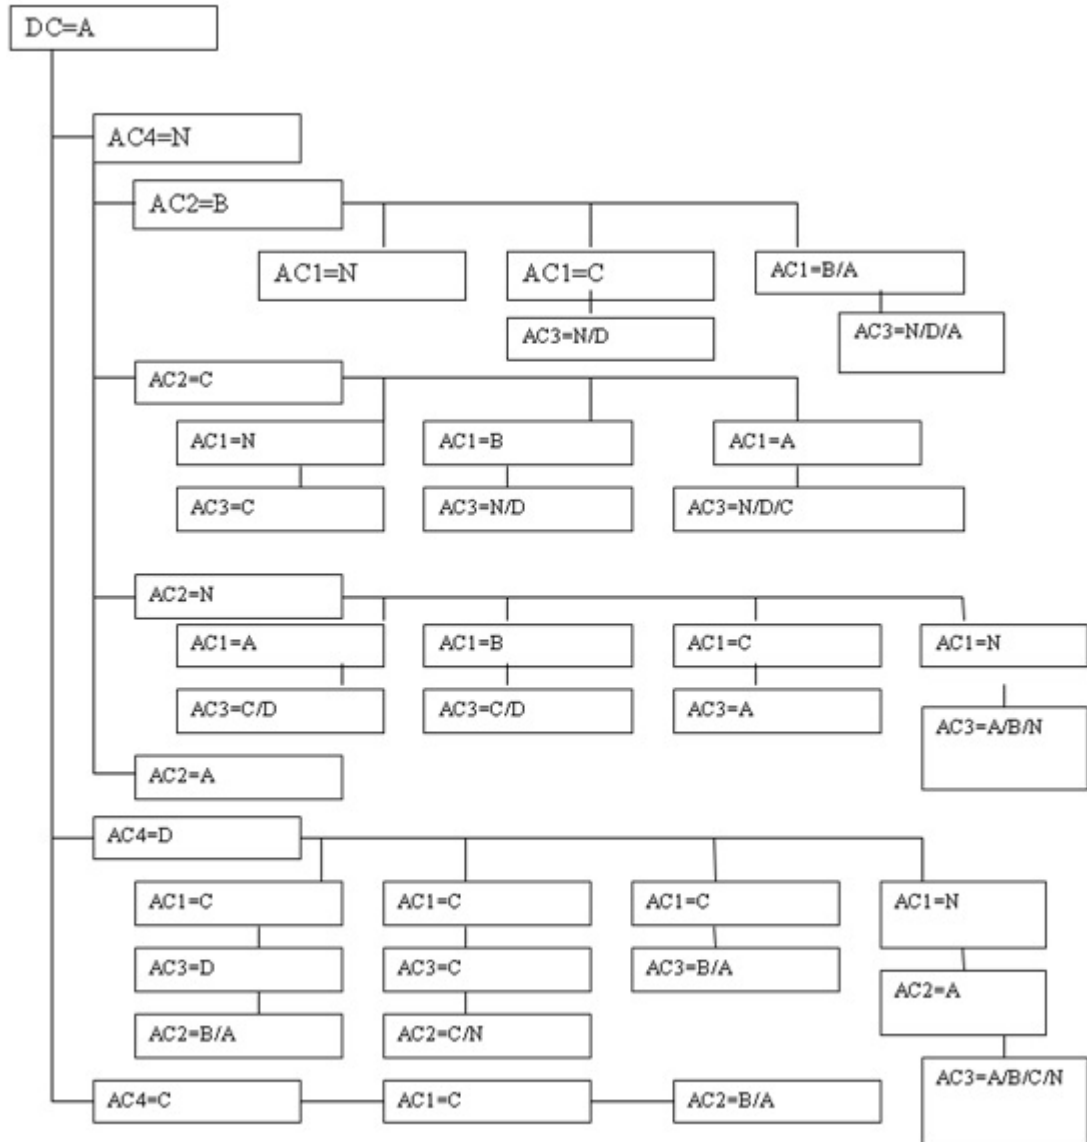 DC=A
AC4=N
AC2=B
AC1=N
AC1=C
AC1=B/A
AC3=N/D
AC3=N/D/A
AC2=C
AC1=N
AC1=B
AC1=A
AC3=C
AC3=N/D
AC3=N/D/C
AC2=N
AC1=A
AC1=B
AC1=C
AC1=N
AC3=C/D
AC3=C/D
AC3=A
AC3=A/B/N
AC2=A
AC4=D
AC1=C
AC1=C
AC1=C
AC1=N
AC3=D
AC3=C
AC3=B/A
AC2=A
AC2=B/A
AC2=C/N
AC3=A/B/C/N
AC4=C
AC1=C
AC2=B/A